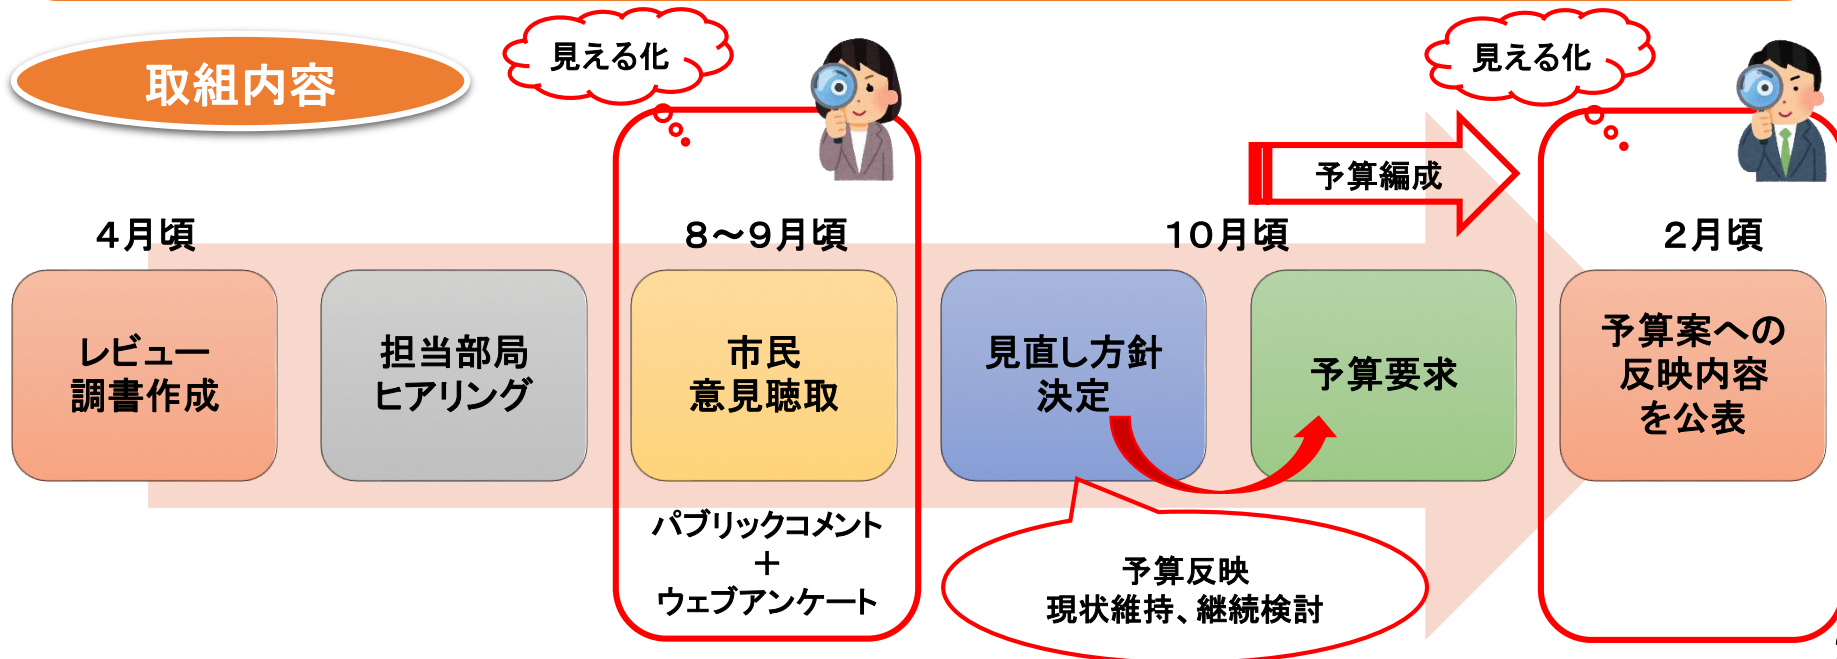 取組内容
見える化
見える化
予算編成
4月頃
8～9月頃
10月頃
2月頃
レビュー
調書作成
担当部局
ヒアリング
市民
意見聴取
見直し方針
決定
予算要求
予算案への
反映内容
を公表
パブリックコメント
＋
ウェブアンケート
予算反映
現状維持、継続検討